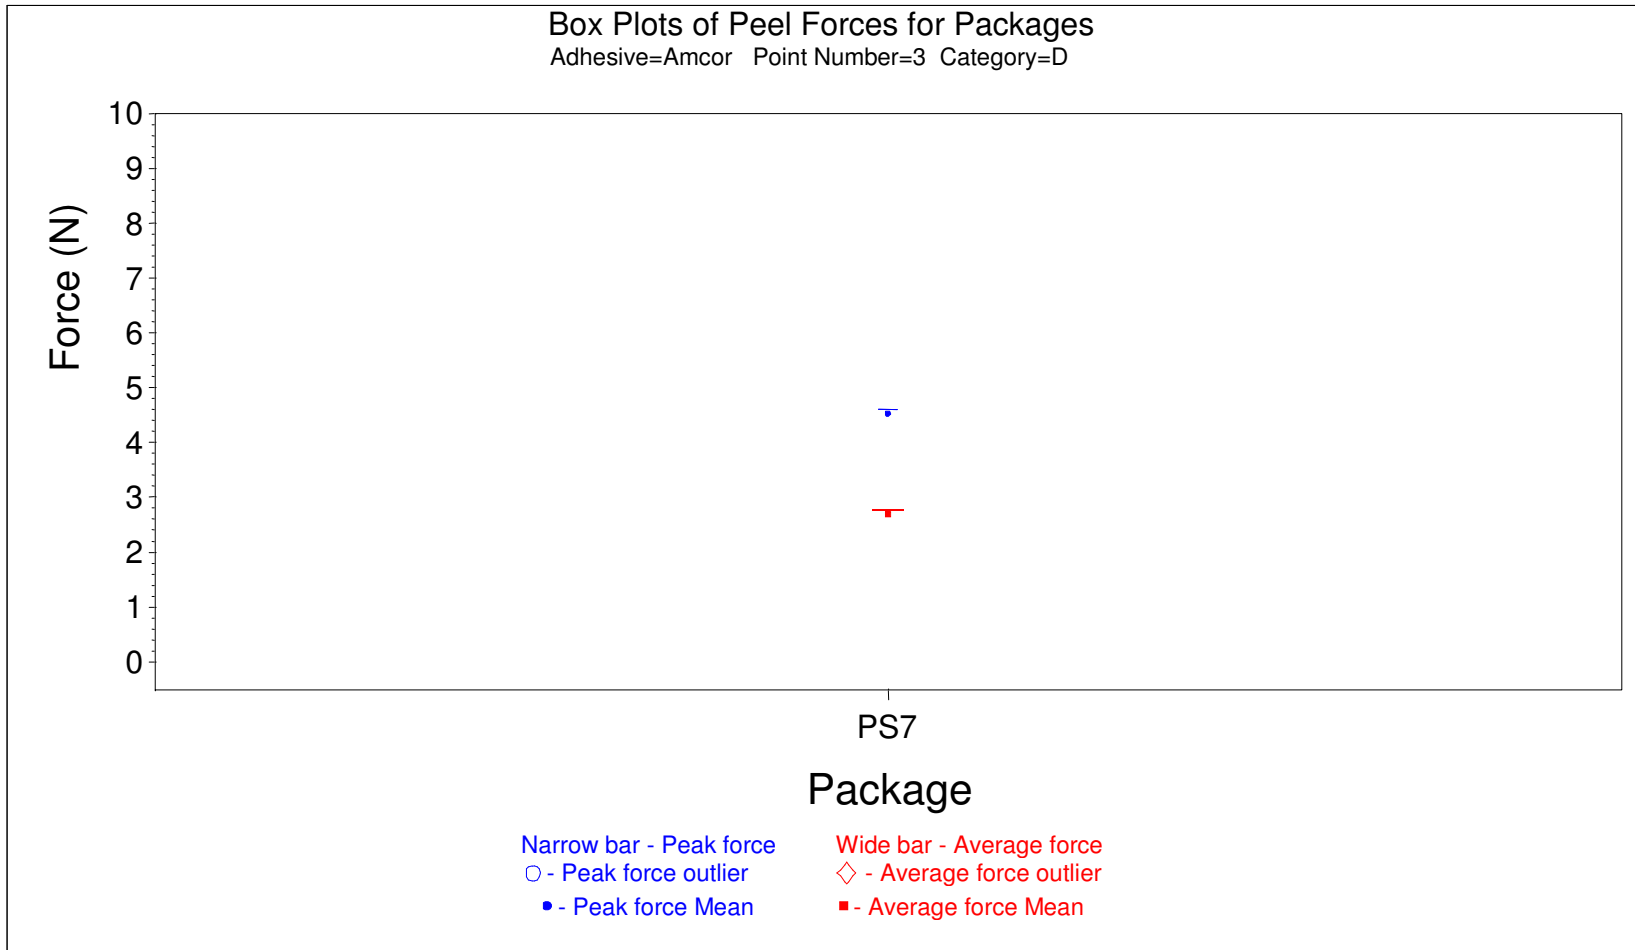 Box Plots of Peel Forces for Packages
Adhesive=Amcor Point Number=3 Category=D
10
9
8
7
6
5
4
3
2
1
0
Force (N)
PS7
Package
Narrow bar - Peak force
Wide bar - Average force
- Peak force outlier
- Average force outlier
- Peak force Mean
- Average force Mean